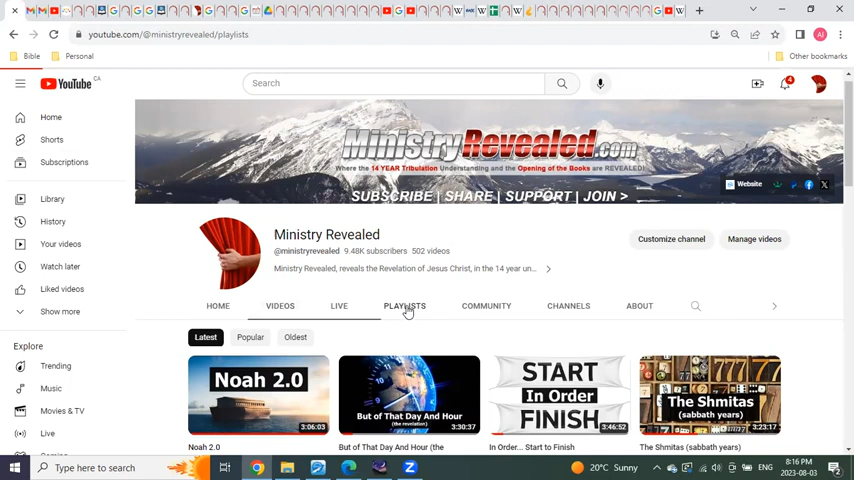 youtube.com/@ministryrevealed/playlists
AI
Bible
Personal
Other bookmarks
YouTube CA
Search
4
Home
Shorts
Subscriptions
Library
History
Your videos
Watch later
Liked videos
Show more
Explore
Trending
Music
Movies & TV
Live
MinistryRevealed.com
Where the 14 YEAR Tribulation Understanding and the Opening of the Books are REVEALED!
SUBSCRIBE | SHARE | SUPPORT | JOIN >
Website
Ministry Revealed
@ministryrevealed 9.48K subscribers 502 videos
Ministry Revealed, reveals the Revelation of Jesus Christ, in the 14 year un...
Customize channel
Manage videos
HOME
VIDEOS
LIVE
PLAYLISTS
COMMUNITY
CHANNELS
ABOUT
Latest
Popular
Oldest
Noah 2.0
3:06:03
But of That Day And Hour
(the revelation)
3:30:37
START
In Order
FINISH
3:46:52
777
The Shmitas
(sabbath years)
3:23:17
Noah 2.0
But of That Day And Hour (the
In Order... Start to Finish
The Shmitas (sabbath years)
Type here to search
20°C Sunny
ENG
8:16 PM
2023-08-03
2